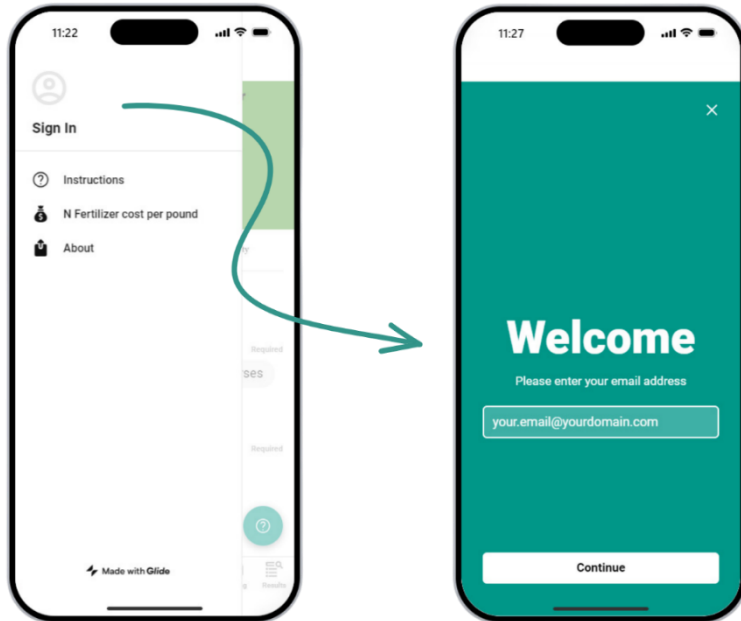 11:22
Sign In
Instructions
N Fertilizer cost per pound
About
Required
ses
Required
Made with Glide
Results
11:27
Welcome
Please enter your email address
your.email@yourdomain.com
Continue